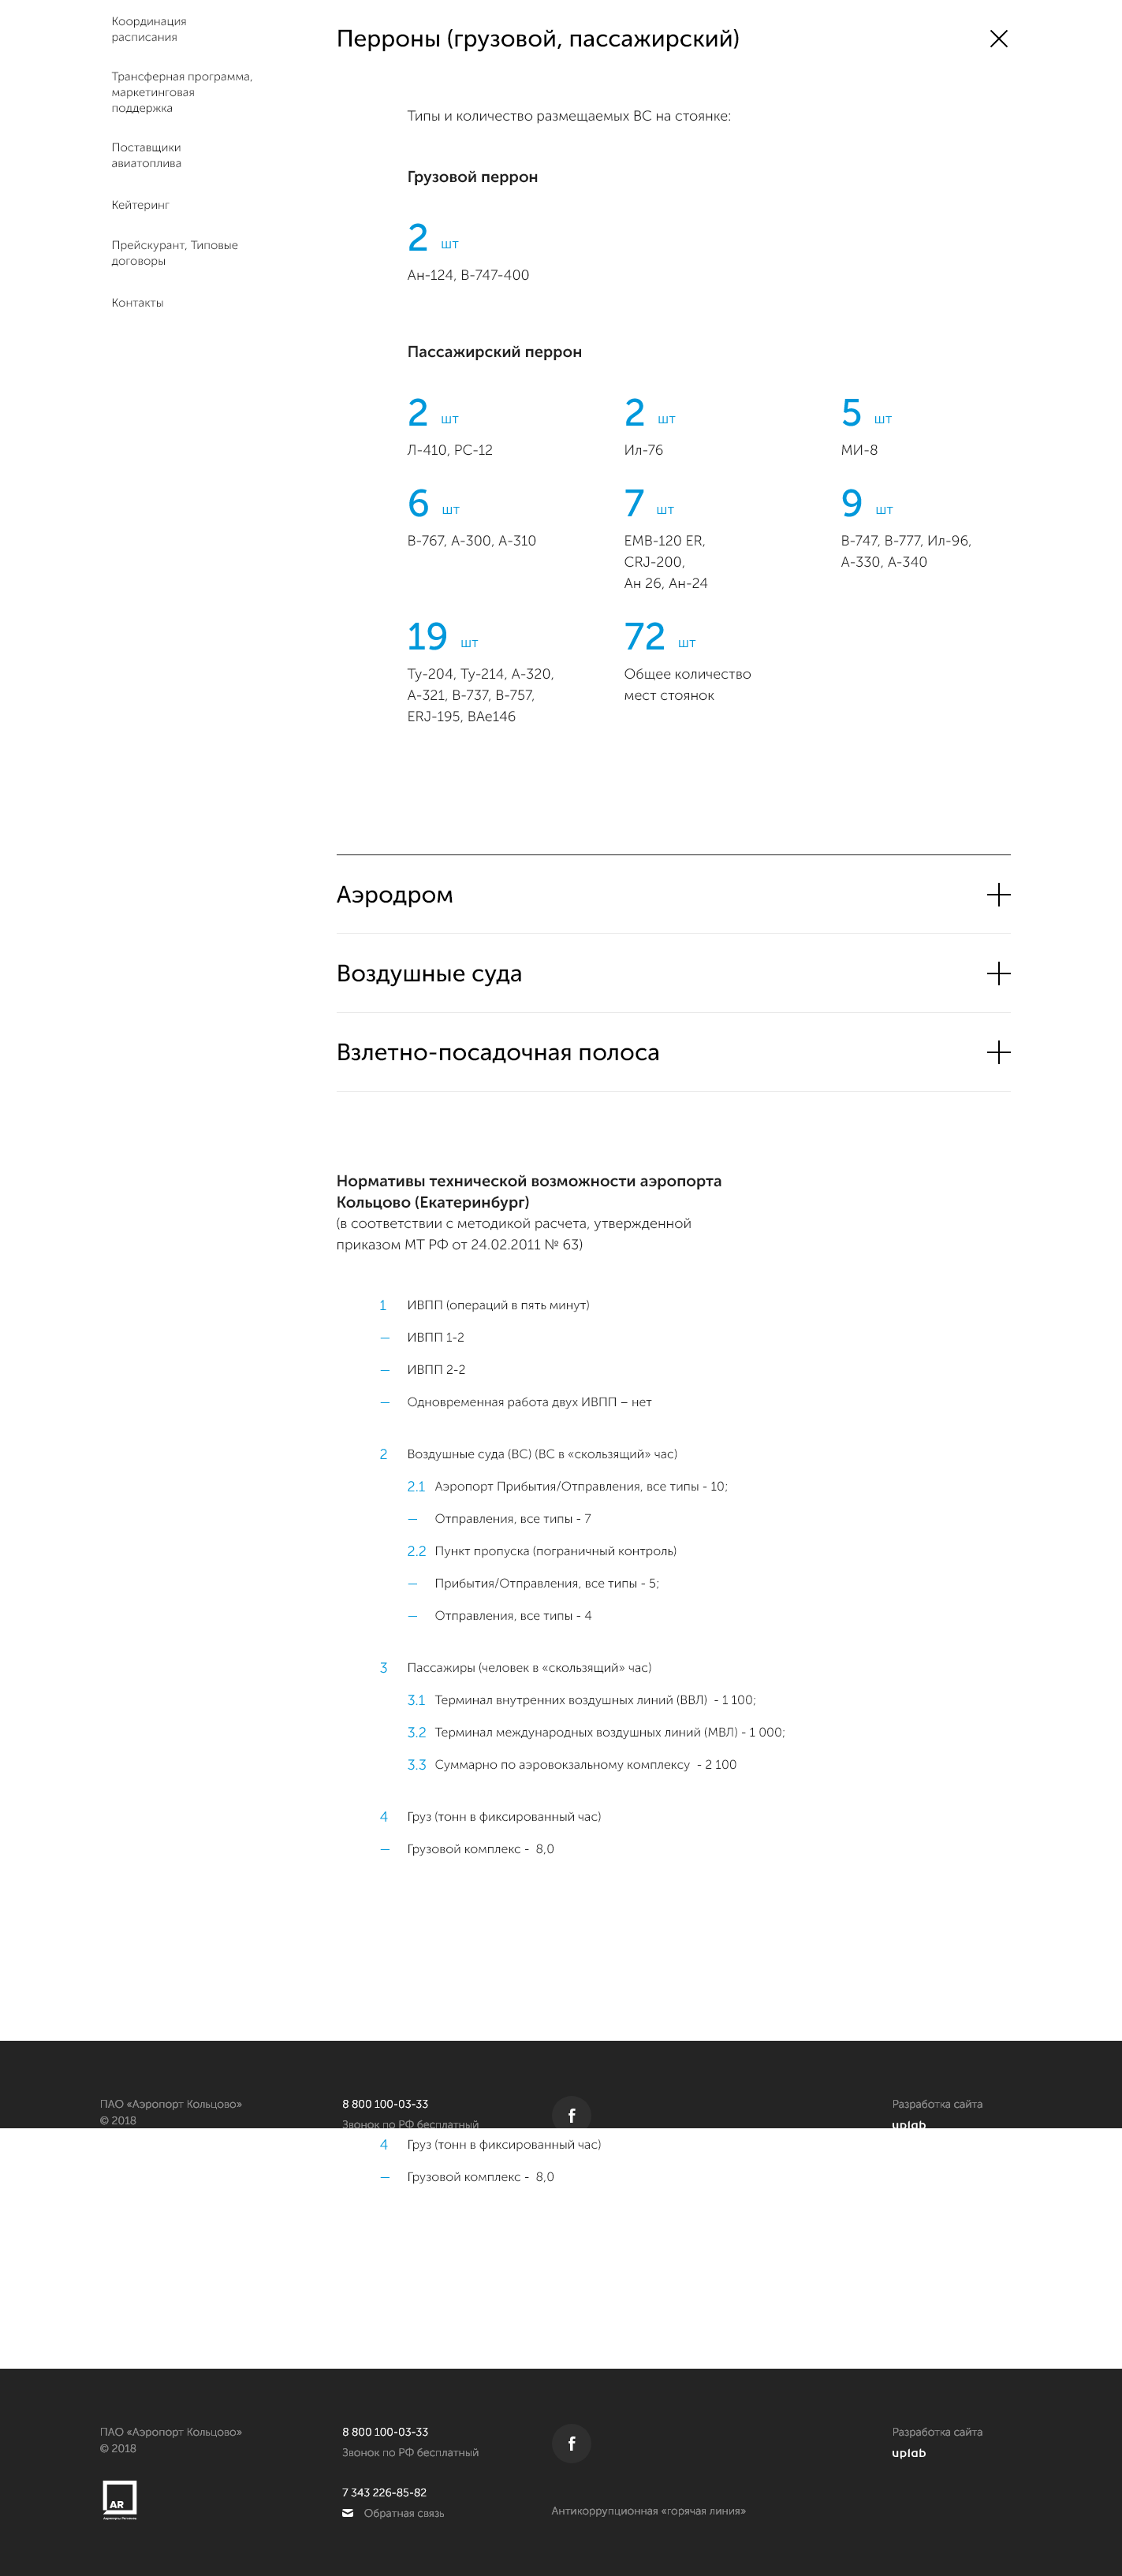 Координация
расписания
Трансферная программа,
маркетинговая
поддержка
Поставщики
авиатоплива
Кейтеринг
Прейскурант, Типовые
договоры
Контакты
Перроны (грузовой, пассажирский)
Типы и количество размещаемых ВС на стоянке:
Грузовой перрон
2 шт
Ан-124, В-747-400
Пассажирский перрон
2 шт
Л-410, РС-12
2 шт
Ил-76
5 шт
МИ-8
6 шт
В-767, А-300, А-310
7 шт
EMB-120 ER,
CRJ-200,
Ан 26, Ан-24
9 шт
В-747, В-777, Ил-96,
А-330, А-340
19 шт
Ту-204, Ту-214, А-320,
А-321, В-737, В-757,
ERJ-195, BAe146
72 шт
Общее количество
мест стоянок
Аэродром
Воздушные суда
Взлетно-посадочная полоса
Нормативы технической возможности аэропорта
Кольцово (Екатеринбург)
(в соответствии с методикой расчета, утвержденной
приказом МТ РФ от 24.02.2011 № 63)
1 ИВПП (операций в пять минут)
— ИВПП 1-2
— ИВПП 2-2
— Одновременная работа двух ИВПП – нет
2 Воздушные суда (ВС) (ВС в «скользящий» час)
2.1 Аэропорт Прибытия/Отправления, все типы - 10;
— Отправления, все типы - 7
2.2 Пункт пропуска (пограничный контроль)
— Прибытия/Отправления, все типы - 5;
— Отправления, все типы - 4
3 Пассажиры (человек в «скользящий» час)
3.1 Терминал внутренних воздушных линий (ВВЛ)  - 1 100;
3.2 Терминал международных воздушных линий (МВЛ) - 1 000;
3.3 Суммарно по аэровокзальному комплексу  - 2 100
4 Груз (тонн в фиксированный час)
— Грузовой комплекс -  8,0
ПАО «Аэропорт Кольцово»
© 2018
8 800 100-03-33
Звонок по РФ бесплатный
f
Разработка сайта
uplab
4 Груз (тонн в фиксированный час)
— Грузовой комплекс -  8,0
ПАО «Аэропорт Кольцово»
© 2018
AR
8 800 100-03-33
Звонок по РФ бесплатный
7 343 226-85-82
Обратная связь
f
Антикоррупционная «горячая линия»
Разработка сайта
uplab